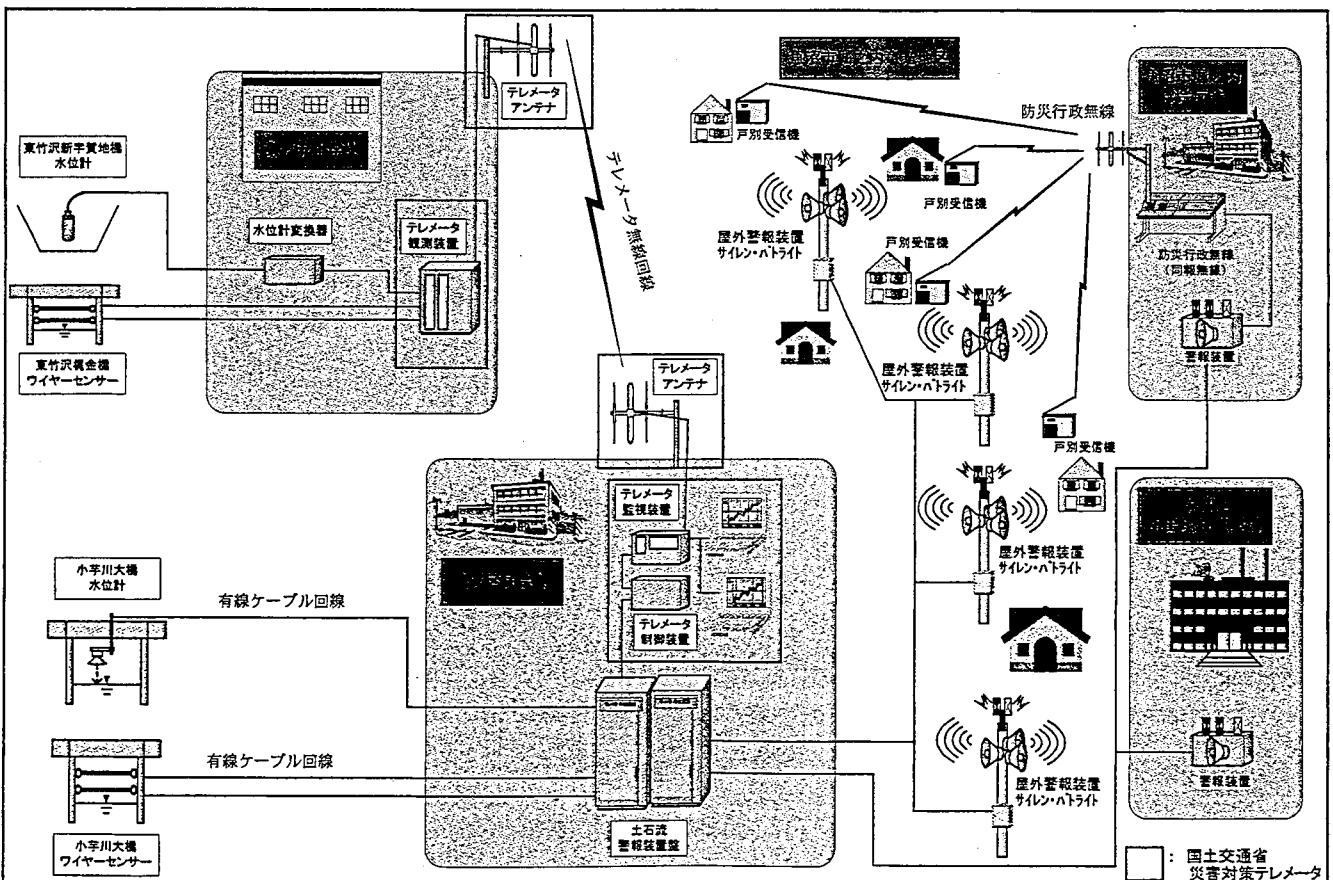 テレメータ
アンテナ
防災行政無線
東竹沢新宇賀地橋
水位計
戸別受信機
テレメータ無線回線
戸別受信機
水位計変換器
テレメータ
観測装置
屋外警報装置
サイレン・パトライト
戸別受信機
防災行政無線
(同報無線)
東竹沢梶金橋
ワイヤーセンサー
テレメータ
アンテナ
屋外警報装置
サイレン・パトライト
警報装置
戸別受信機
テレメータ
監視装置
屋外警報装置
サイレン・パトライト
小芋川大橋
水位計
有線ケーブル回線
テレメータ
制御装置
有線ケーブル回線
屋外警報装置
サイレン・パトライト
警報装置
小芋川大橋
ワイヤーセンサー
土石流
警報装置盤
: 国土交通省
災害対策テレメータ